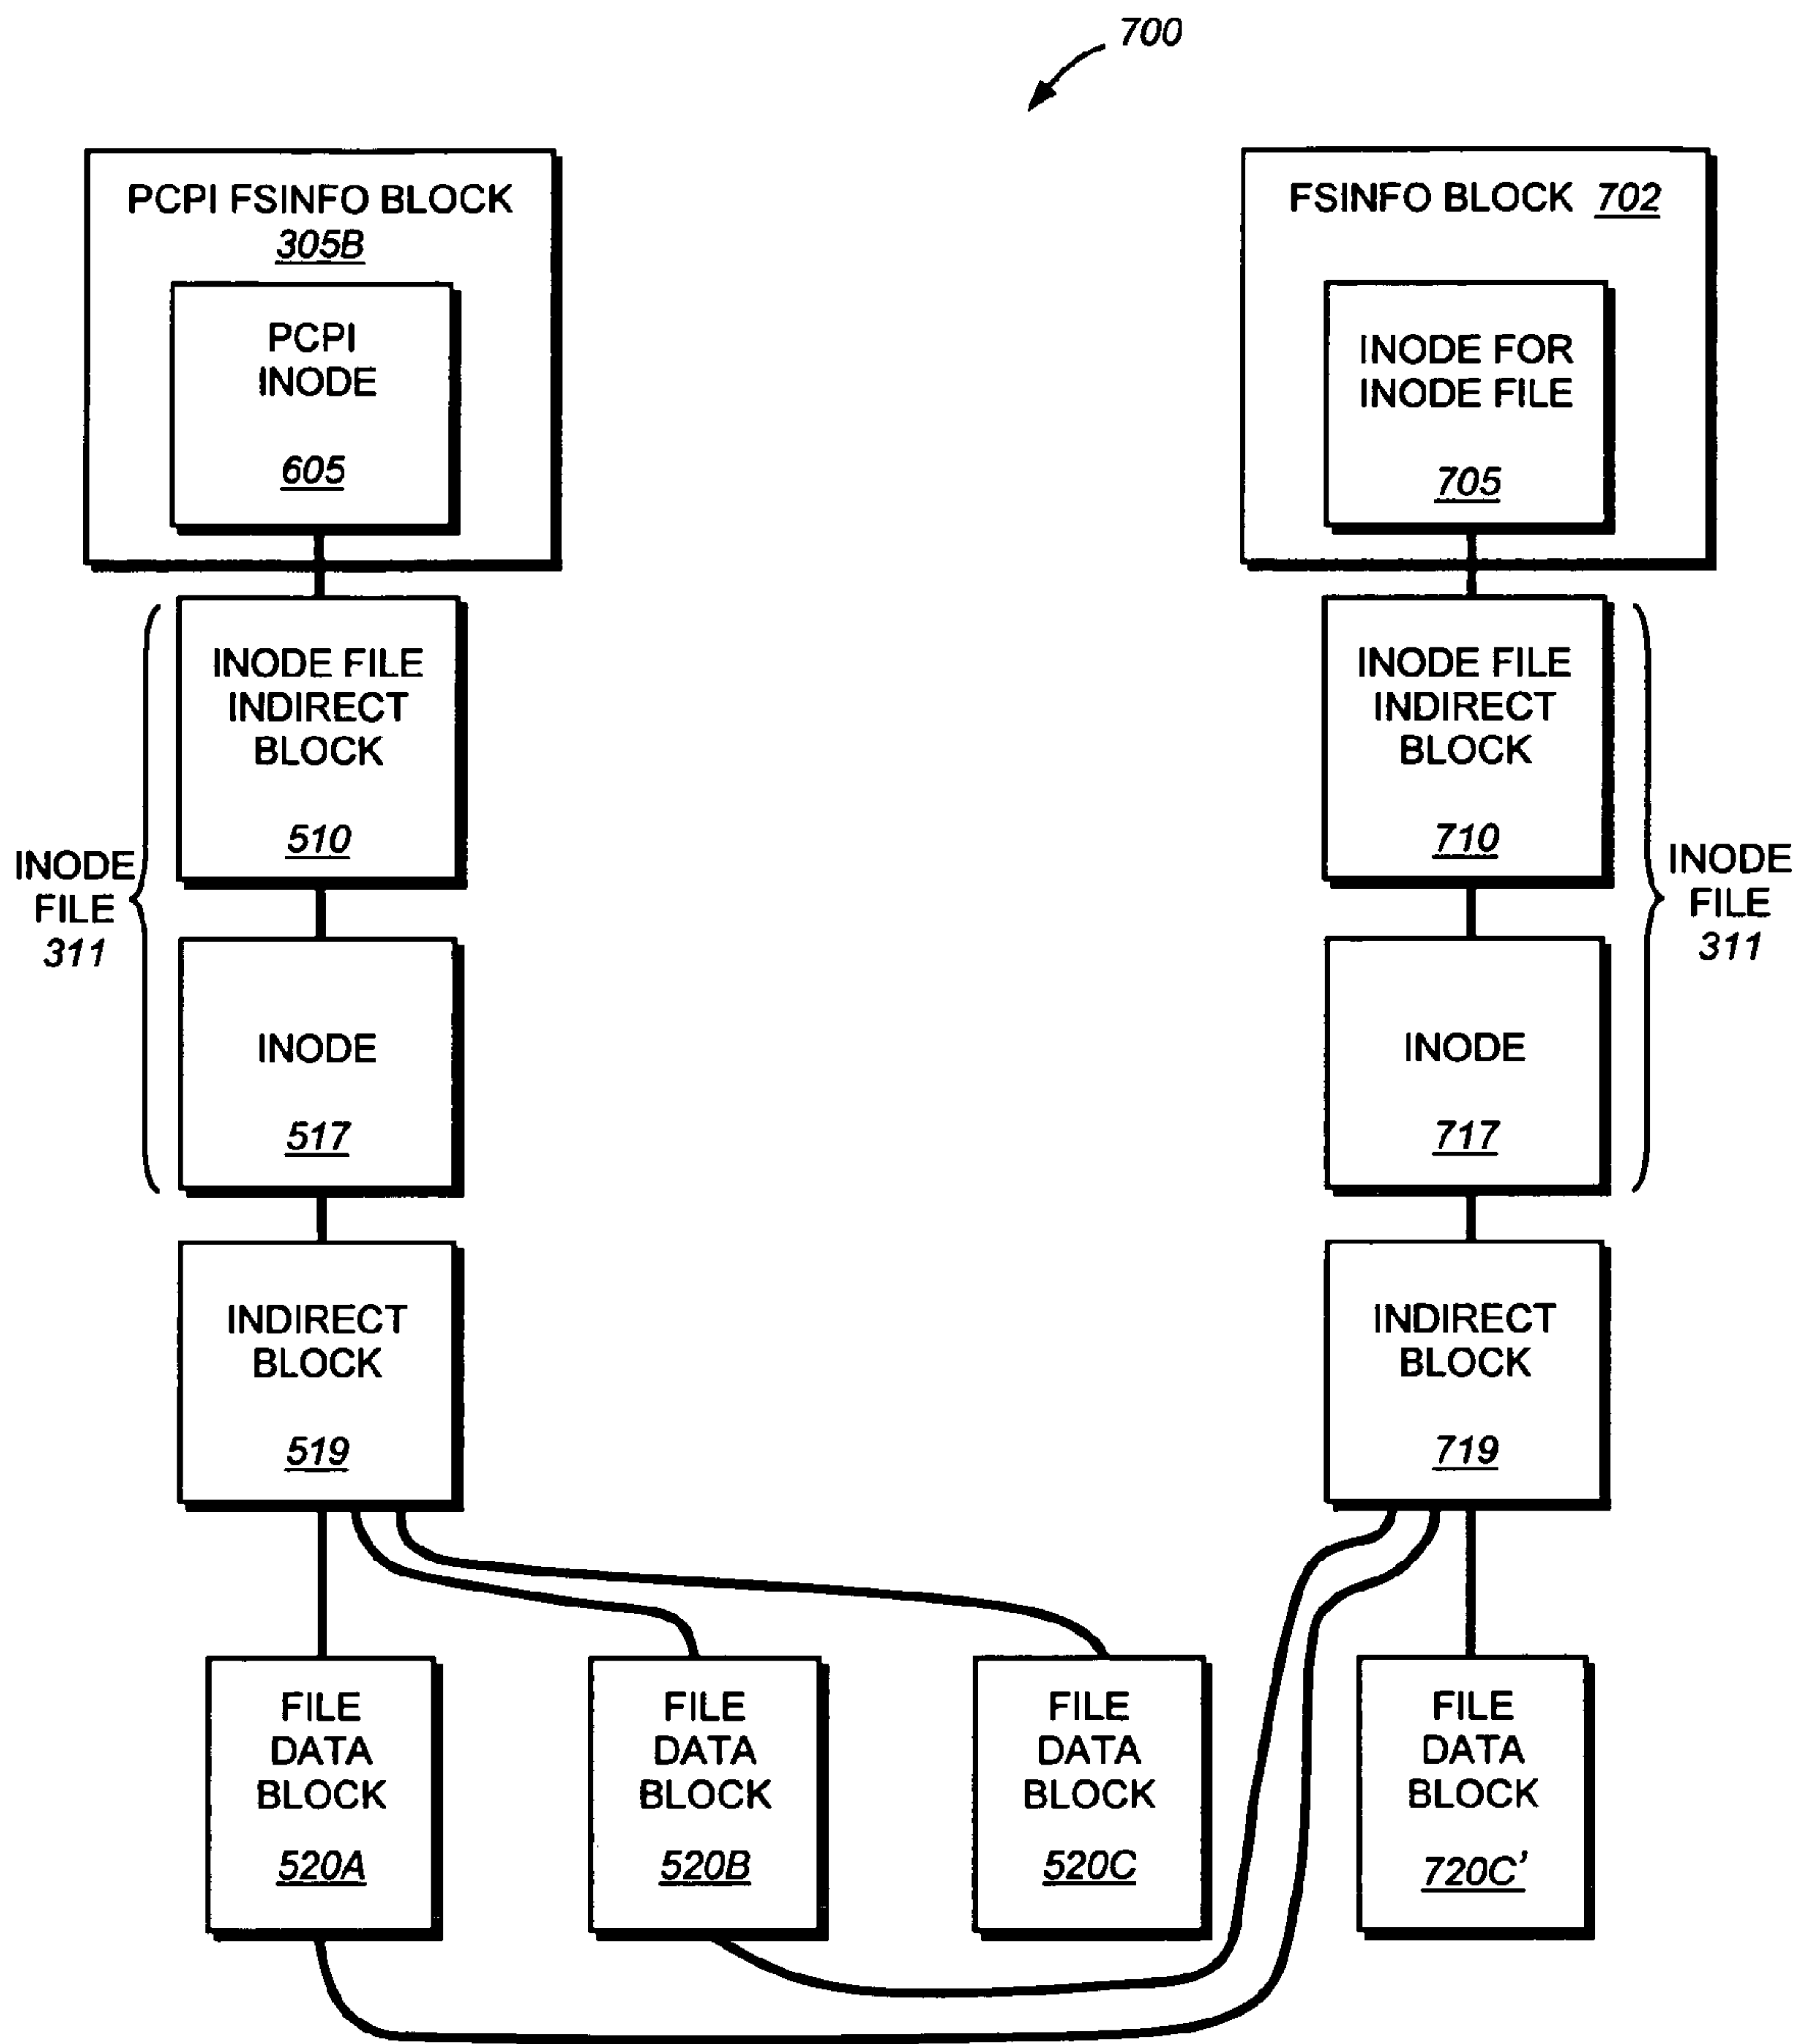 700
PCPI FSINFO BLOCK
305B
PCPI
INODE
605
FSINFO BLOCK 702
INODE FOR
INODE FILE
705
INODE FILE
INDIRECT
BLOCK
510
INODE
FILE
311
INODE
517
INODE FILE
INDIRECT
BLOCK
710
INODE
FILE
311
INODE
717
INDIRECT
BLOCK
519
INDIRECT
BLOCK
719
FILE
DATA
BLOCK
520A
FILE
DATA
BLOCK
520B
FILE
DATA
BLOCK
520C
FILE
DATA
BLOCK
720C'